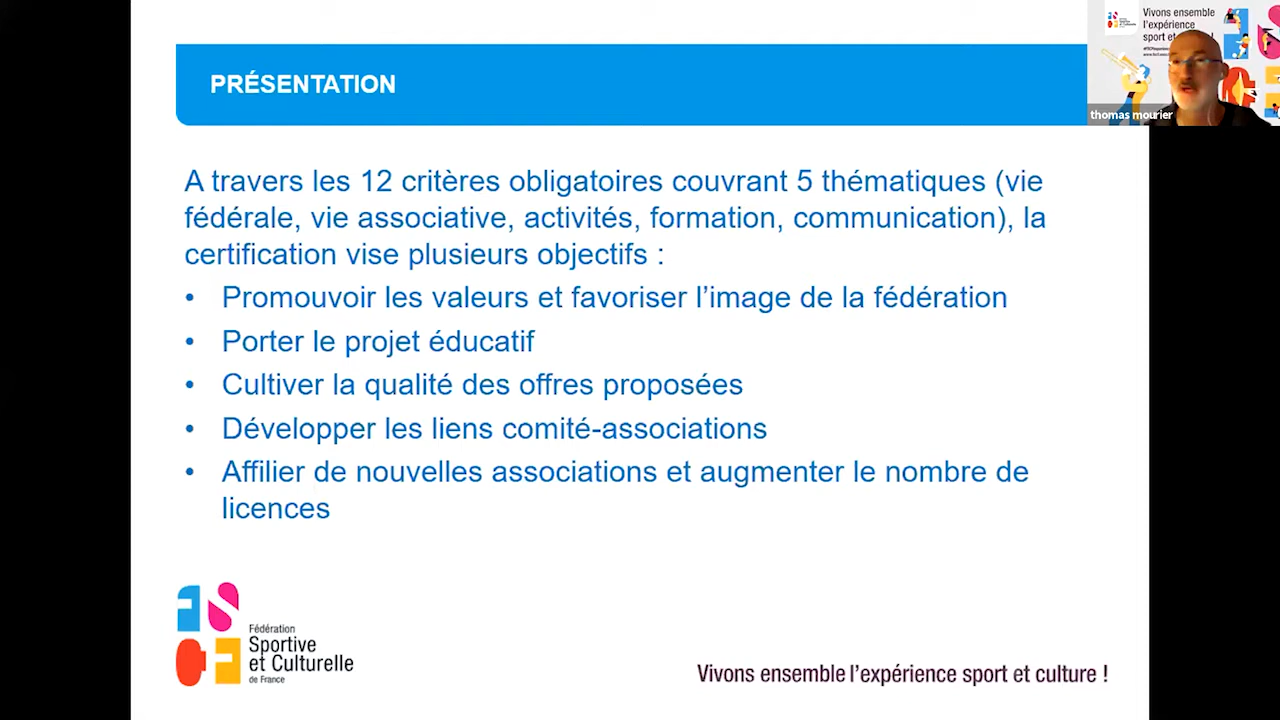 PRÉSENTATION
A travers les 12 critères obligatoires couvrant 5 thématiques (vie
fédérale, vie associative, activités, formation, communication), la
certification vise plusieurs objectifs :
• Promouvoir les valeurs et favoriser l’image de la fédération
• Porter le projet éducatif
• Cultiver la qualité des offres proposées
• Développer les liens comité-associations
• Affilier de nouvelles associations et augmenter le nombre de
licences
Fédération
Sportive
et Culturelle
de France
Vivons ensemble l’expérience sport et culture !
Vivons ensemble
l’expérience
sport et
thomas mourier